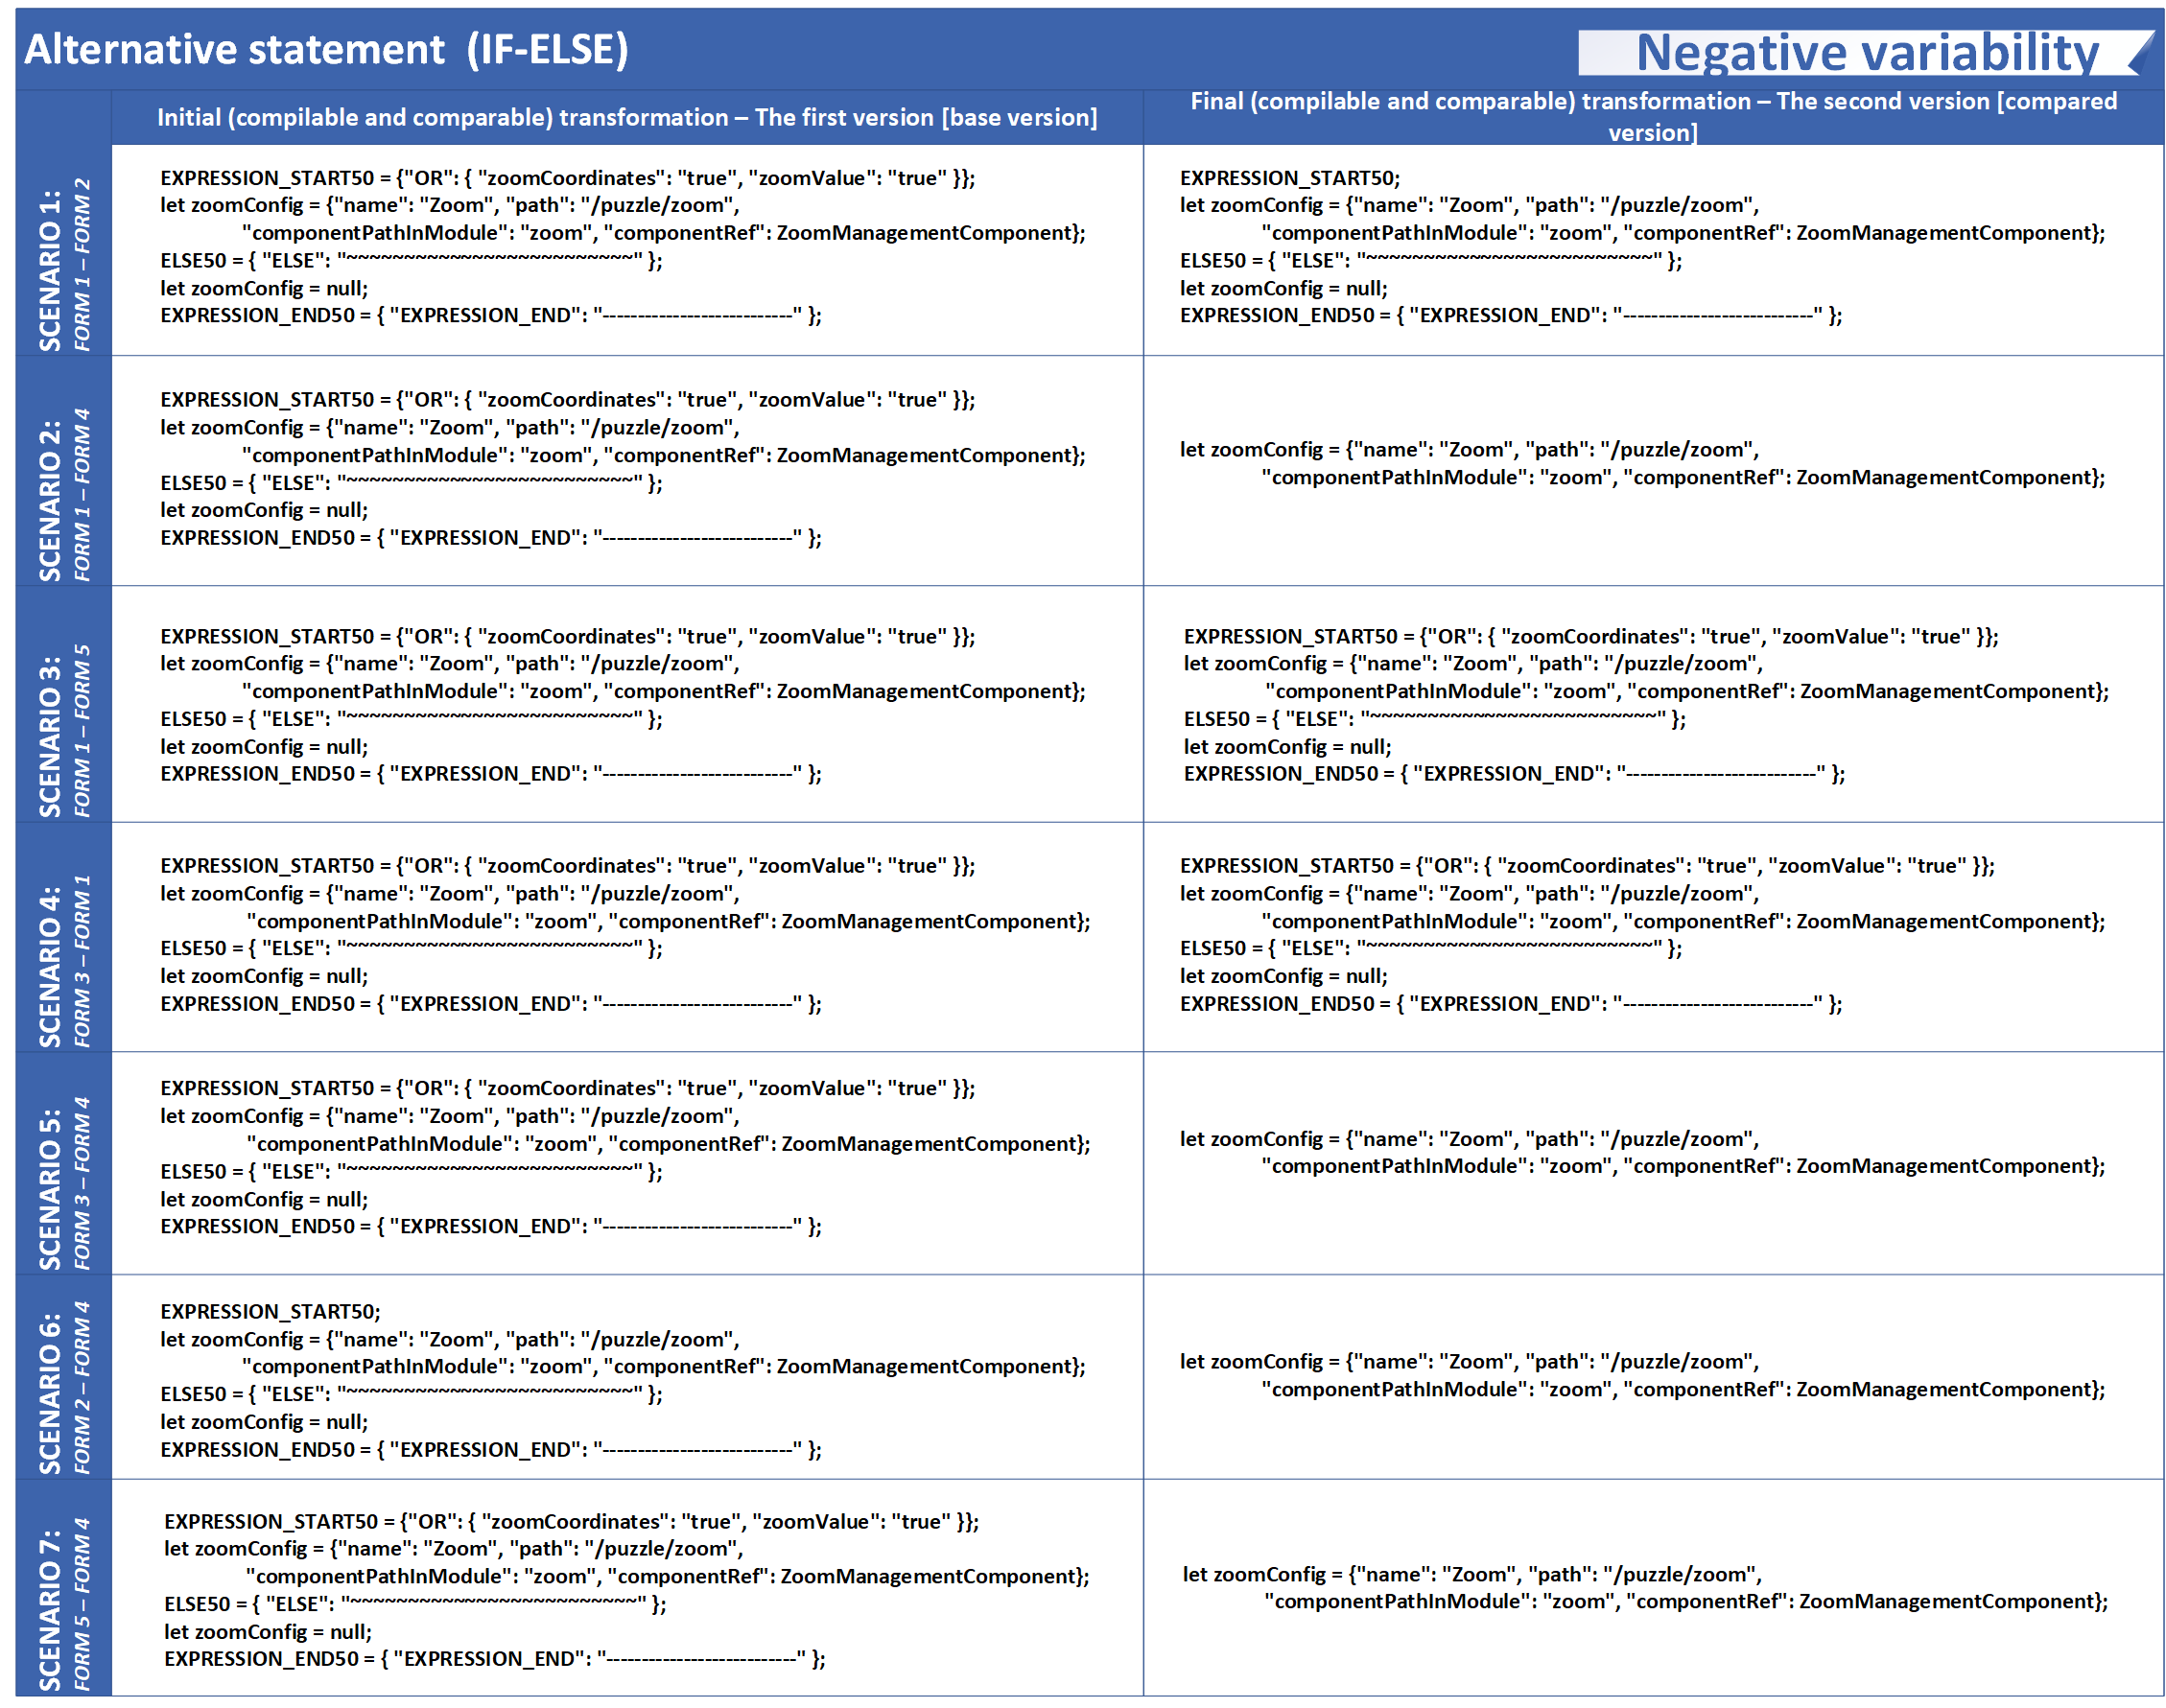 Alternative statement  (IF-ELSE)
Negative variability
Initial (compilable and comparable) transformation – The first version [base version]
Final (compilable and comparable) transformation – The second version [compared
version]
SCENARIO 1:
FORM 1 – FORM 2
EXPRESSION_START50 = {"OR": { "zoomCoordinates": "true", "zoomValue": "true" }};
let zoomConfig = {"name": "Zoom", "path": "/puzzle/zoom",
"componentPathInModule": "zoom", "componentRef": ZoomManagementComponent};
ELSE50 = { "ELSE": "~~~~~~~~~~~~~~~~~~~~~~~~~" };
let zoomConfig = null;
EXPRESSION_END50 = { "EXPRESSION_END": "---------------------------" };
EXPRESSION_START50;
let zoomConfig = {"name": "Zoom", "path": "/puzzle/zoom",
"componentPathInModule": "zoom", "componentRef": ZoomManagementComponent};
ELSE50 = { "ELSE": "~~~~~~~~~~~~~~~~~~~~~~~~~" };
let zoomConfig = null;
EXPRESSION_END50 = { "EXPRESSION_END": "---------------------------" };
SCENARIO 2:
FORM 1 – FORM 4
EXPRESSION_START50 = {"OR": { "zoomCoordinates": "true", "zoomValue": "true" }};
let zoomConfig = {"name": "Zoom", "path": "/puzzle/zoom",
"componentPathInModule": "zoom", "componentRef": ZoomManagementComponent};
ELSE50 = { "ELSE": "~~~~~~~~~~~~~~~~~~~~~~~~~" };
let zoomConfig = null;
EXPRESSION_END50 = { "EXPRESSION_END": "---------------------------" };
let zoomConfig = {"name": "Zoom", "path": "/puzzle/zoom",
"componentPathInModule": "zoom", "componentRef": ZoomManagementComponent};
SCENARIO 3:
FORM 1 – FORM 5
EXPRESSION_START50 = {"OR": { "zoomCoordinates": "true", "zoomValue": "true" }};
let zoomConfig = {"name": "Zoom", "path": "/puzzle/zoom",
"componentPathInModule": "zoom", "componentRef": ZoomManagementComponent};
ELSE50 = { "ELSE": "~~~~~~~~~~~~~~~~~~~~~~~~~" };
let zoomConfig = null;
EXPRESSION_END50 = { "EXPRESSION_END": "---------------------------" };
EXPRESSION_START50 = {"OR": { "zoomCoordinates": "true", "zoomValue": "true" }};
let zoomConfig = {"name": "Zoom", "path": "/puzzle/zoom",
"componentPathInModule": "zoom", "componentRef": ZoomManagementComponent};
ELSE50 = { "ELSE": "~~~~~~~~~~~~~~~~~~~~~~~~~" };
let zoomConfig = null;
EXPRESSION_END50 = { "EXPRESSION_END": "---------------------------" };
SCENARIO 4:
FORM 3 – FORM 1
EXPRESSION_START50 = {"OR": { "zoomCoordinates": "true", "zoomValue": "true" }};
let zoomConfig = {"name": "Zoom", "path": "/puzzle/zoom",
"componentPathInModule": "zoom", "componentRef": ZoomManagementComponent};
ELSE50 = { "ELSE": "~~~~~~~~~~~~~~~~~~~~~~~~~" };
let zoomConfig = null;
EXPRESSION_END50 = { "EXPRESSION_END": "---------------------------" };
EXPRESSION_START50 = {"OR": { "zoomCoordinates": "true", "zoomValue": "true" }};
let zoomConfig = {"name": "Zoom", "path": "/puzzle/zoom",
"componentPathInModule": "zoom", "componentRef": ZoomManagementComponent};
ELSE50 = { "ELSE": "~~~~~~~~~~~~~~~~~~~~~~~~~" };
let zoomConfig = null;
EXPRESSION_END50 = { "EXPRESSION_END": "---------------------------" };
SCENARIO 5:
FORM 3 – FORM 4
EXPRESSION_START50 = {"OR": { "zoomCoordinates": "true", "zoomValue": "true" }};
let zoomConfig = {"name": "Zoom", "path": "/puzzle/zoom",
"componentPathInModule": "zoom", "componentRef": ZoomManagementComponent};
ELSE50 = { "ELSE": "~~~~~~~~~~~~~~~~~~~~~~~~~" };
let zoomConfig = null;
EXPRESSION_END50 = { "EXPRESSION_END": "---------------------------" };
let zoomConfig = {"name": "Zoom", "path": "/puzzle/zoom",
"componentPathInModule": "zoom", "componentRef": ZoomManagementComponent};
SCENARIO 6:
FORM 2 – FORM 4
EXPRESSION_START50;
let zoomConfig = {"name": "Zoom", "path": "/puzzle/zoom",
"componentPathInModule": "zoom", "componentRef": ZoomManagementComponent};
ELSE50 = { "ELSE": "~~~~~~~~~~~~~~~~~~~~~~~~~" };
let zoomConfig = null;
EXPRESSION_END50 = { "EXPRESSION_END": "---------------------------" };
let zoomConfig = {"name": "Zoom", "path": "/puzzle/zoom",
"componentPathInModule": "zoom", "componentRef": ZoomManagementComponent};
SCENARIO 7:
FORM 5 – FORM 4
EXPRESSION_START50 = {"OR": { "zoomCoordinates": "true", "zoomValue": "true" }};
let zoomConfig = {"name": "Zoom", "path": "/puzzle/zoom",
"componentPathInModule": "zoom", "componentRef": ZoomManagementComponent};
ELSE50 = { "ELSE": "~~~~~~~~~~~~~~~~~~~~~~~~~" };
let zoomConfig = null;
EXPRESSION_END50 = { "EXPRESSION_END": "---------------------------" };
let zoomConfig = {"name": "Zoom", "path": "/puzzle/zoom",
"componentPathInModule": "zoom", "componentRef": ZoomManagementComponent};